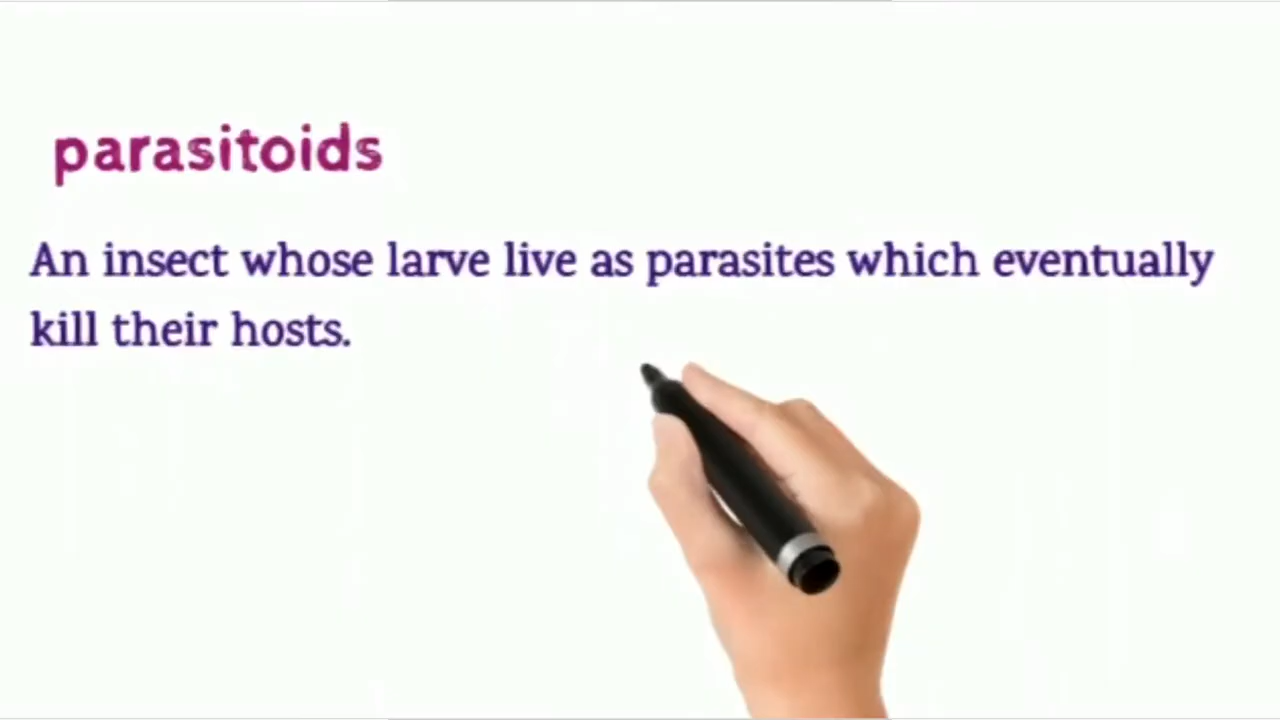 parasitoids
An insect whose larve live as parasites which eventually
kill their hosts.